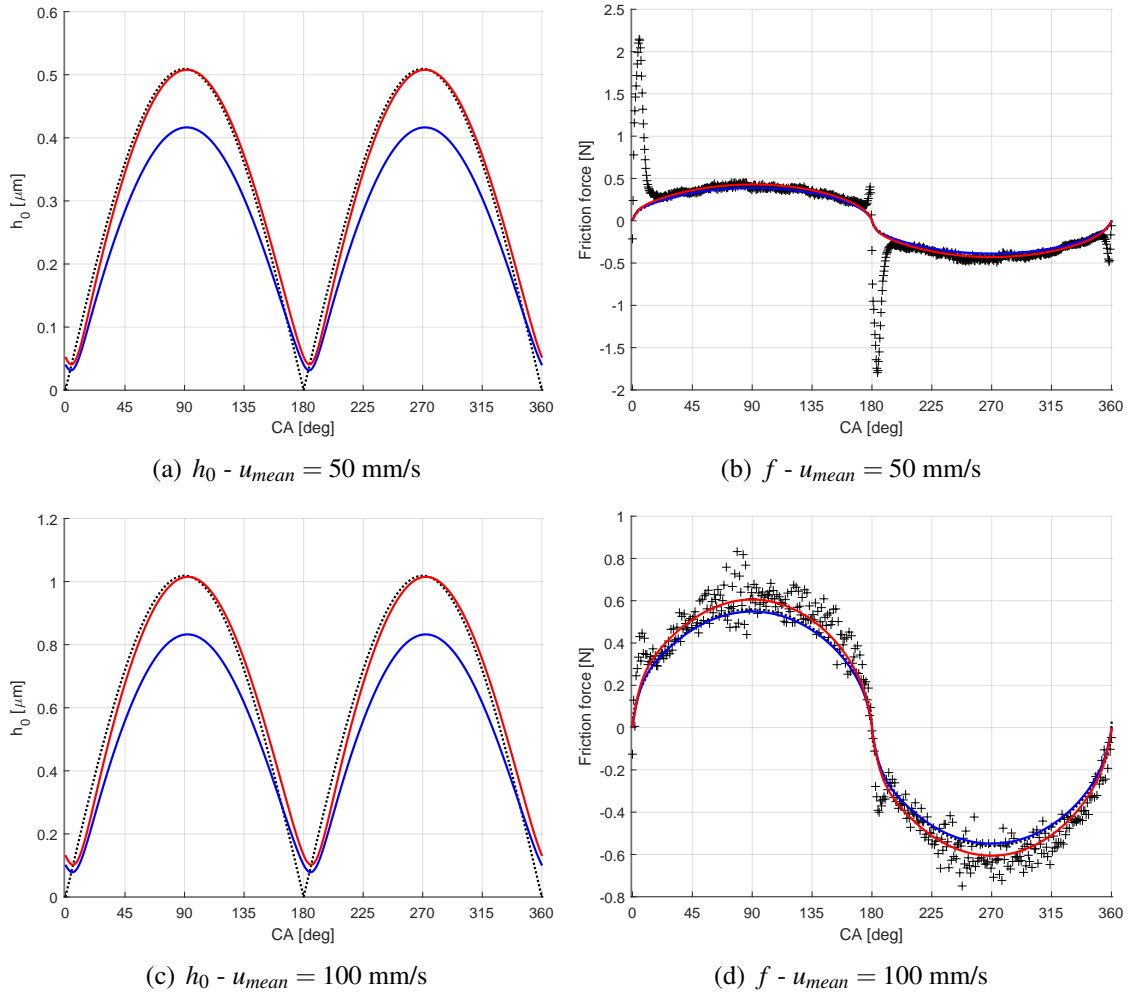 0.6
0.5
0.4
0.3
0.2
0.1
0
h₀ [μm]
0 45 90 135 180 225 270 315 360
CA [deg]
(a) h₀ - u_mean = 50 mm/s
2.5
2
1.5
1
0.5
0
-0.5
-1
-1.5
-2
Friction force [N]
0 45 90 135 180 225 270 315 360
CA [deg]
(b) f - u_mean = 50 mm/s
1.2
1
0.8
0.6
0.4
0.2
0
h₀ [μm]
0 45 90 135 180 225 270 315 360
CA [deg]
(c) h₀ - u_mean = 100 mm/s
1
0.8
0.6
0.4
0.2
0
-0.2
-0.4
-0.6
-0.8
Friction force [N]
0 45 90 135 180 225 270 315 360
CA [deg]
(d) f - u_mean = 100 mm/s